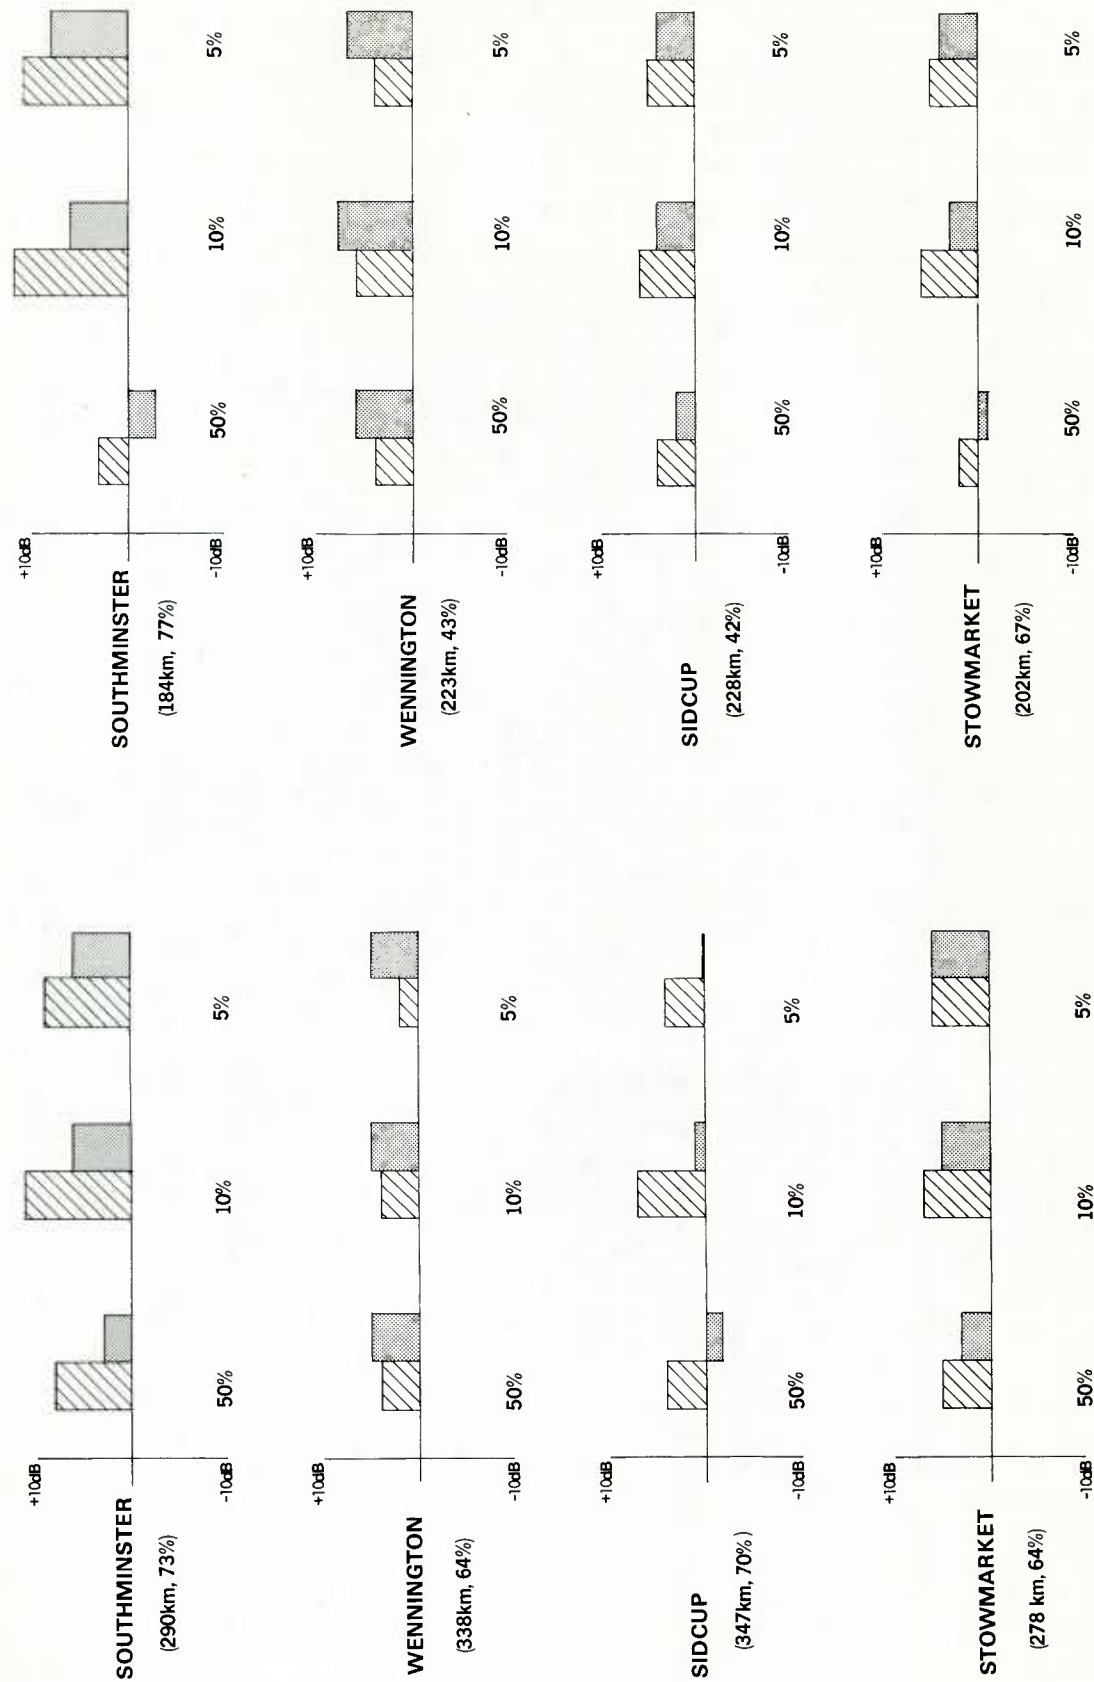 SOUTHMINSTER
(290km, 73%)
+10dB
-10dB
50%
10%
5%
WENNINGTON
(338km, 64%)
+10dB
-10dB
50%
10%
5%
SIDCUP
(347km, 70%)
+10dB
-10dB
50%
10%
5%
STOWMARKET
(278 km, 64%)
+10dB
-10dB
50%
10%
5%
SOUTHMINSTER
(184km, 77%)
+10dB
-10dB
50%
10%
5%
WENNINGTON
(223km, 43%)
+10dB
-10dB
50%
10%
5%
SIDCUP
(228km, 42%)
+10dB
-10dB
50%
10%
5%
STOWMARKET
(202km, 67%)
+10dB
-10dB
50%
10%
5%